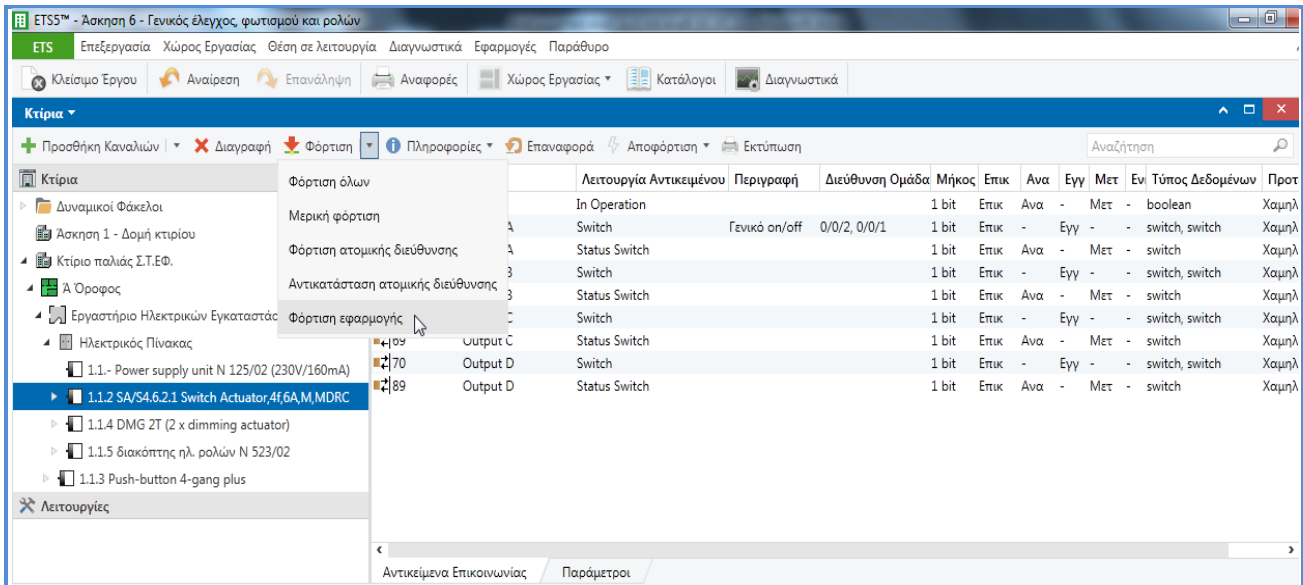 ETS5™ - Άσκηση 6 - Γενικός έλεγχος, φωτισμού και ρολών
ETS Επεξεργασία Χώρος Εργασίας Θέση σε λειτουργία Διαγνωστικά Εφαρμογές Παράθυρο
Κλείσιμο Έργου Αναίρεση Επανάληψη Αναφορές Χώρος Εργασίας Κατάλογοι Διαγνωστικά
Κτίρια
Προσθήκη Καναλιών Διαγραφή Φόρτιση Πληροφορίες Επαναφορά Αποφόρτιση Εκτύπωση Αναζήτηση
Κτίρια
Δυναμικοί Φάκελοι
Άσκηση 1 - Δομή κτιρίου
Κτίριο παλιάς Σ.Τ.ΕΦ.
Ά Όροφος
Εργαστήριο Ηλεκτρικών Εγκαταστάσ
Ηλεκτρικός Πίνακας
1.1.- Power supply unit N 125/02 (230V/160mA)
1.1.2 SA/S4.6.2.1 Switch Actuator,4f,6A,M,MDRC
1.1.4 DMG 2T (2 x dimming actuator)
1.1.5 διακόπτης ηλ. ρολών N 523/02
1.1.3 Push-button 4-gang plus
Λειτουργίες
Φόρτιση όλων
Μερική φόρτιση
Φόρτιση ατομικής διεύθυνσης
Αντικατάσταση ατομικής διεύθυνσης
Φόρτιση εφαρμογής
Λειτουργία Αντικειμένου Περιγραφή Διεύθυνση Ομάδα Μήκος Επικ Ανα Εγγ Μετ Ενι Τύπος Δεδομένων Προτ
In Operation 1 bit Επικ Ανα - Μετ - boolean Χαμηλ
A Switch Γενικό on/off 0/0/2, 0/0/1 1 bit Επικ - Εγγ - - switch, switch Χαμηλ
A Status Switch 1 bit Επικ Ανα - Μετ - switch Χαμηλ
B Switch 1 bit Επικ - Εγγ - - switch, switch Χαμηλ
B Status Switch 1 bit Επικ Ανα - Μετ - switch Χαμηλ
C Switch 1 bit Επικ - Εγγ - - switch, switch Χαμηλ
69 Output C Status Switch 1 bit Επικ Ανα - Μετ - switch Χαμηλ
70 Output D Switch 1 bit Επικ - Εγγ - - switch, switch Χαμηλ
89 Output D Status Switch 1 bit Επικ Ανα - Μετ - switch Χαμηλ
Αντικείμενα Επικοινωνίας Παράμετροι